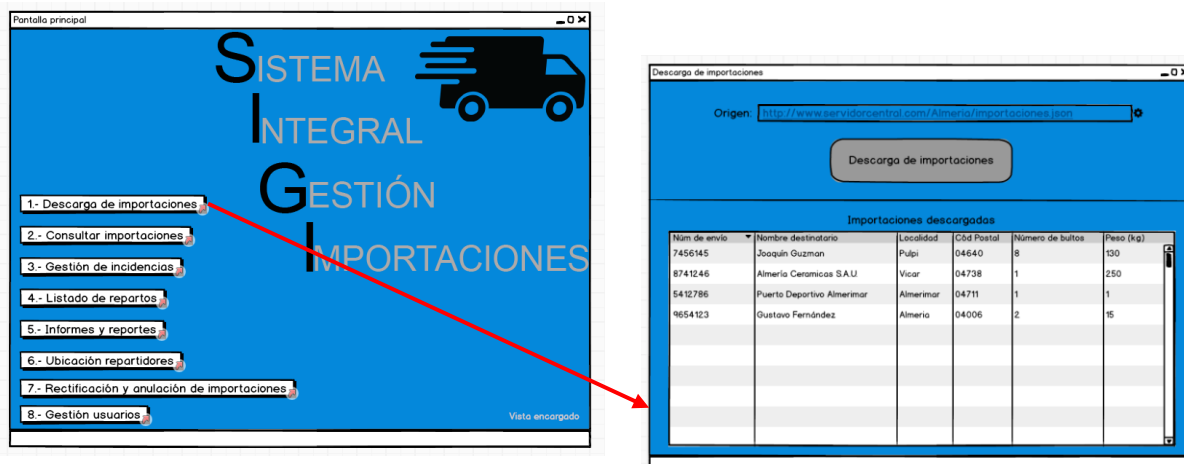 Pantalla principal
SISTEMA
INTEGRAL
GESTIÓN
IMPORTACIONES
1.- Descarga de importaciones
2.- Consultar importaciones
3.- Gestión de incidencias
4.- Listado de repartos
5.- Informes y reportes
6.- Ubicación repartidores
7.- Rectificación y anulación de importaciones
8.- Gestión usuarios
Vista encargado
Descarga de importaciones
Origen: http://www.servidorcentral.com/Almeria/importaciones.json
Descarga de importaciones
Importaciones descargadas
Núm de envío Nombre destinatario Localidad Cód Postal Número de bultos Peso (kg)
7456145 Joaquín Guzman Pulpi 04640 8 130
8741246 Almería Ceramicas S.A.U Vicar 04738 1 250
5412786 Puerto Deportivo Almerimar Almerimar 04711 1 1
9654123 Gustavo Fernández Almeria 04006 2 15